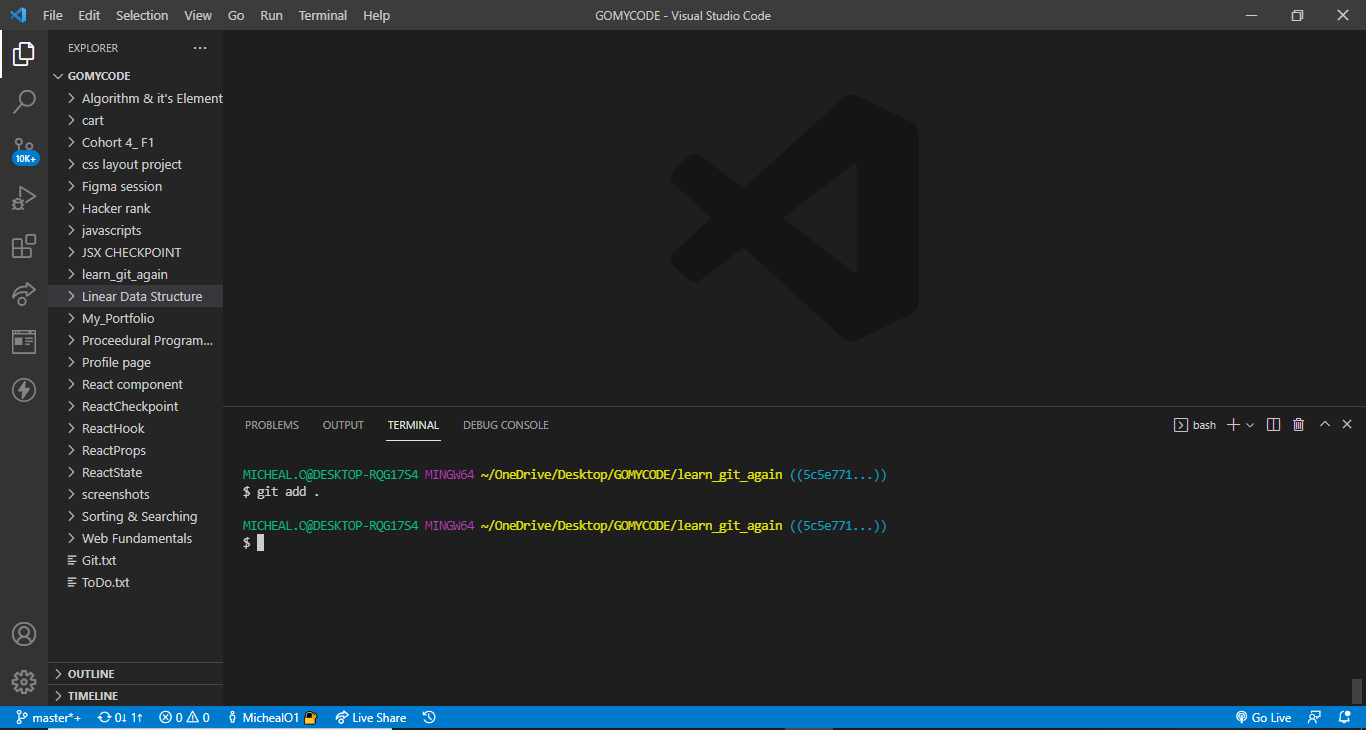 File Edit Selection View Go Run Terminal Help
GOMYCODE - Visual Studio Code
EXPLORER
GOMYCODE
Algorithm & it's Element
cart
Cohort 4_ F1
css layout project
Figma session
Hacker rank
javascripts
JSX CHECKPOINT
learn_git_again
Linear Data Structure
My_Portfolio
Proceedural Program...
Profile page
React component
ReactCheckpoint
ReactHook
ReactProps
ReactState
screenshots
Sorting & Searching
Web Fundamentals
Git.txt
ToDo.txt
OUTLINE
TIMELINE
10K+
PROBLEMS OUTPUT TERMINAL DEBUG CONSOLE
bash
MICHEAL.O@DESKTOP-RQG17S4 MINGW64 ~/OneDrive/Desktop/GOMYCODE/learn_git_again ((5c5e771...))
$ git add .
MICHEAL.O@DESKTOP-RQG17S4 MINGW64 ~/OneDrive/Desktop/GOMYCODE/learn_git_again ((5c5e771...))
$
master*+ 0↓ 1↑ 0 0 MichealO1 Live Share Go Live